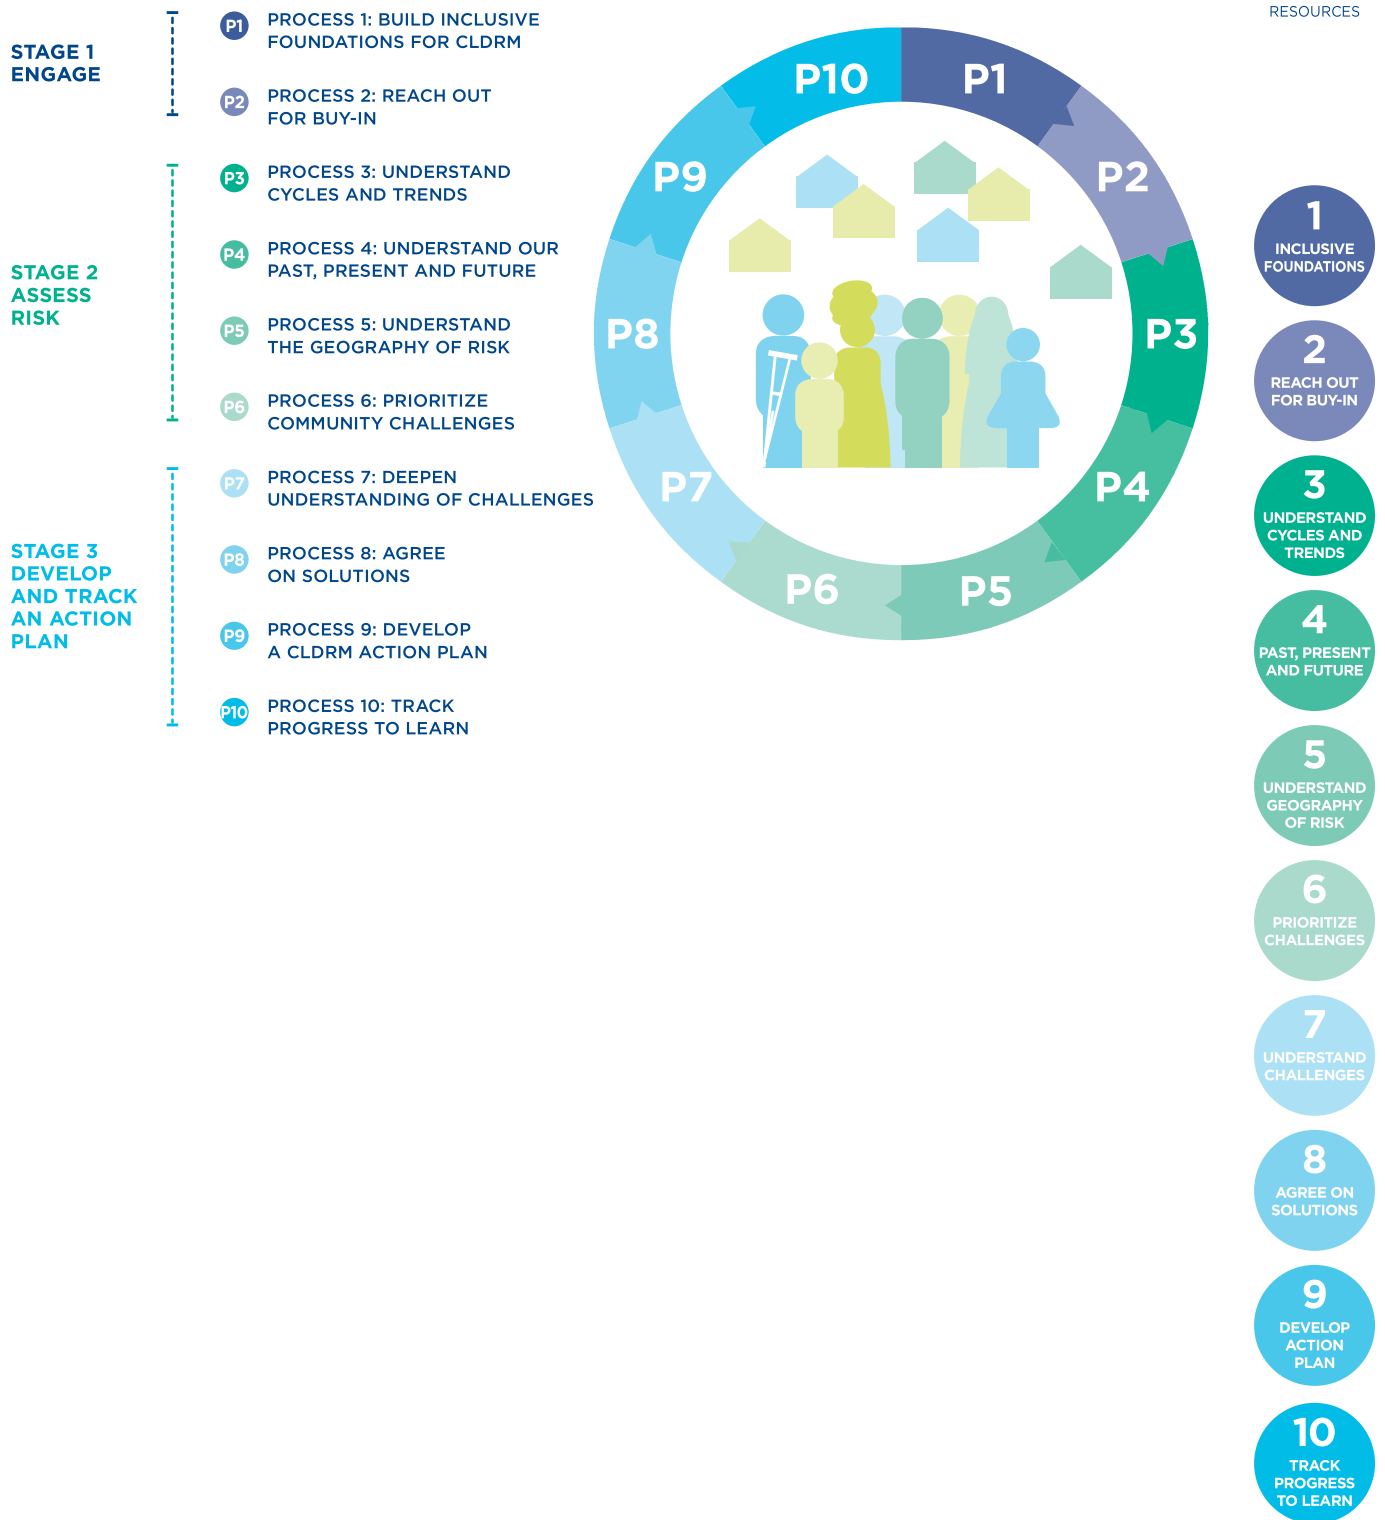 STAGE 1
ENGAGE
P1
PROCESS 1: BUILD INCLUSIVE
FOUNDATIONS FOR CLDRM
P2
PROCESS 2: REACH OUT
FOR BUY-IN
STAGE 2
ASSESS
RISK
P3
PROCESS 3: UNDERSTAND
CYCLES AND TRENDS
P4
PROCESS 4: UNDERSTAND OUR
PAST, PRESENT AND FUTURE
P5
PROCESS 5: UNDERSTAND
THE GEOGRAPHY OF RISK
P6
PROCESS 6: PRIORITIZE
COMMUNITY CHALLENGES
STAGE 3
DEVELOP
AND TRACK
AN ACTION
PLAN
P7
PROCESS 7: DEEPEN
UNDERSTANDING OF CHALLENGES
P8
PROCESS 8: AGREE
ON SOLUTIONS
P9
PROCESS 9: DEVELOP
A CLDRM ACTION PLAN
P10
PROCESS 10: TRACK
PROGRESS TO LEARN
P1
P2
P3
P4
P5
P6
P7
P8
P9
P10
RESOURCES
1
INCLUSIVE
FOUNDATIONS
2
REACH OUT
FOR BUY-IN
3
UNDERSTAND
CYCLES AND
TRENDS
4
PAST, PRESENT
AND FUTURE
5
UNDERSTAND
GEOGRAPHY
OF RISK
6
PRIORITIZE
CHALLENGES
7
UNDERSTAND
CHALLENGES
8
AGREE ON
SOLUTIONS
9
DEVELOP
ACTION
PLAN
10
TRACK
PROGRESS
TO LEARN